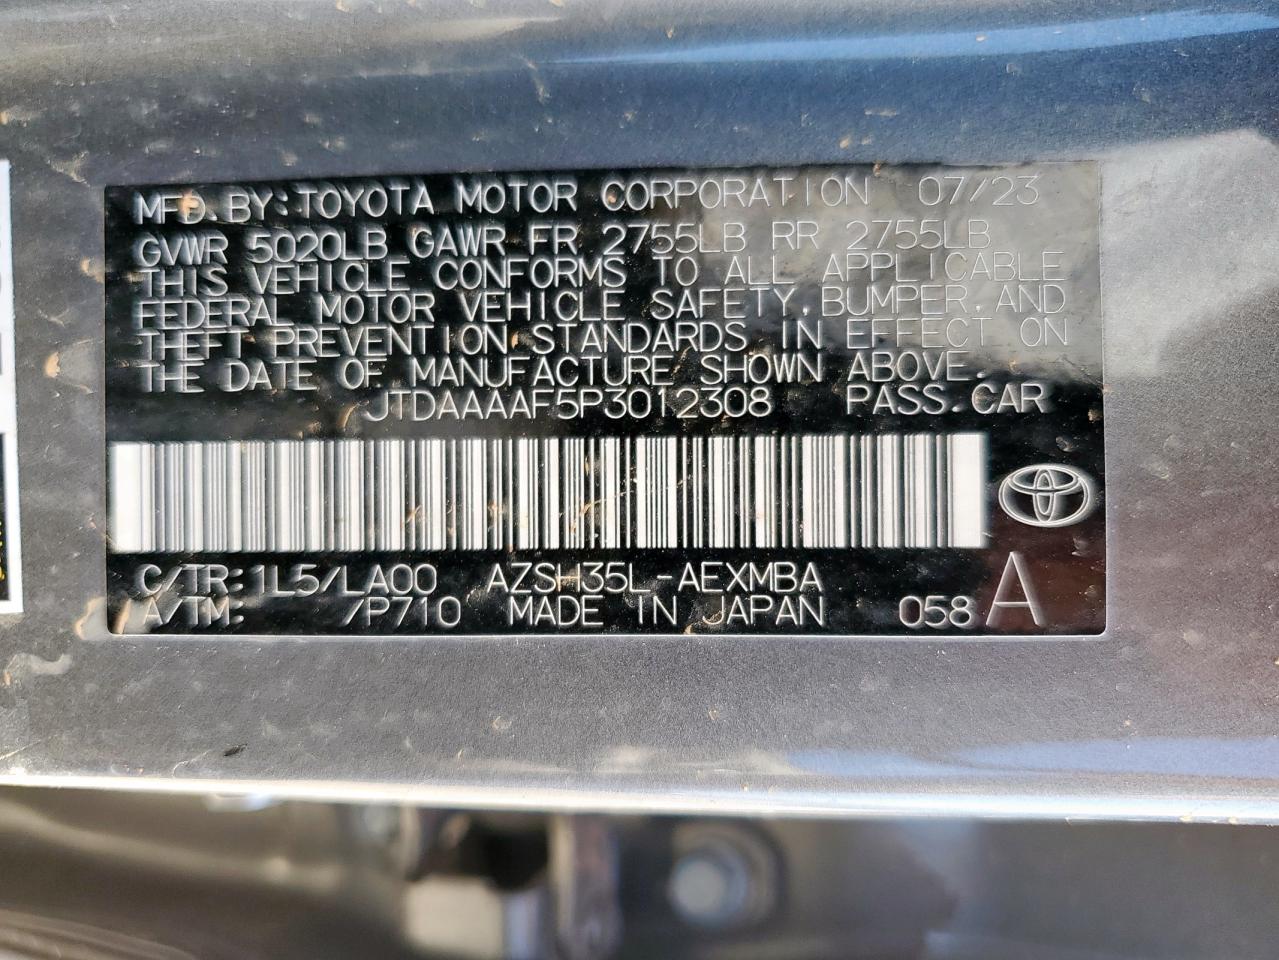 MFD.BY:TOYOTA MOTOR CORPORATION 07/23
GVWR 5020LB GAWR FR 2755LB RR 2755LB
THIS VEHICLE CONFORMS TO ALL APPLICABLE
FEDERAL MOTOR VEHICLE SAFETY,BUMPER,AND
THEFT PREVENTION STANDARDS IN EFFECT ON
THE DATE OF MANUFACTURE SHOWN ABOVE.
JTDAAAAF5P3012308 PASS.CAR
C/TR:1L5/LA00 AZSH35L-AEXMBA
A/TM: /P710 MADE IN JAPAN 058 A